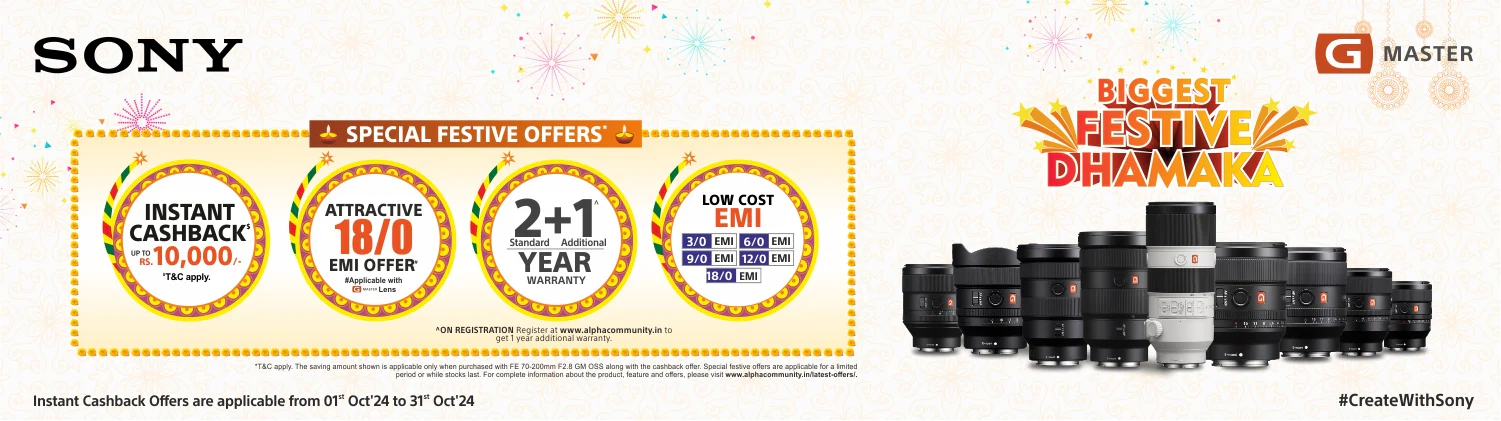 SONY
G MASTER
BIGGEST
FESTIVE
DHAMAKA
SPECIAL FESTIVE OFFERS*
INSTANT
CASHBACK$
UP TO
RS.10,000/-
*T&C apply.
ATTRACTIVE
18/0
EMI OFFER#
#Applicable with
G MASTER Lens
2+1^
Standard Additional
YEAR
WARRANTY
LOW COST
EMI
3/0 EMI 6/0 EMI
9/0 EMI 12/0 EMI
18/0 EMI
^ON REGISTRATION Register at www.alphacommunity.in to
get 1 year additional warranty.
*T&C apply. The saving amount shown is applicable only when purchased with FE 70-200mm F2.8 GM OSS along with the cashback offer. Special festive offers are applicable for a limited
period or while stocks last. For complete information about the product, feature and offers, please visit www.alphacommunity.in/latest-offers/.
Instant Cashback Offers are applicable from 01st Oct'24 to 31st Oct'24
#CreateWithSony